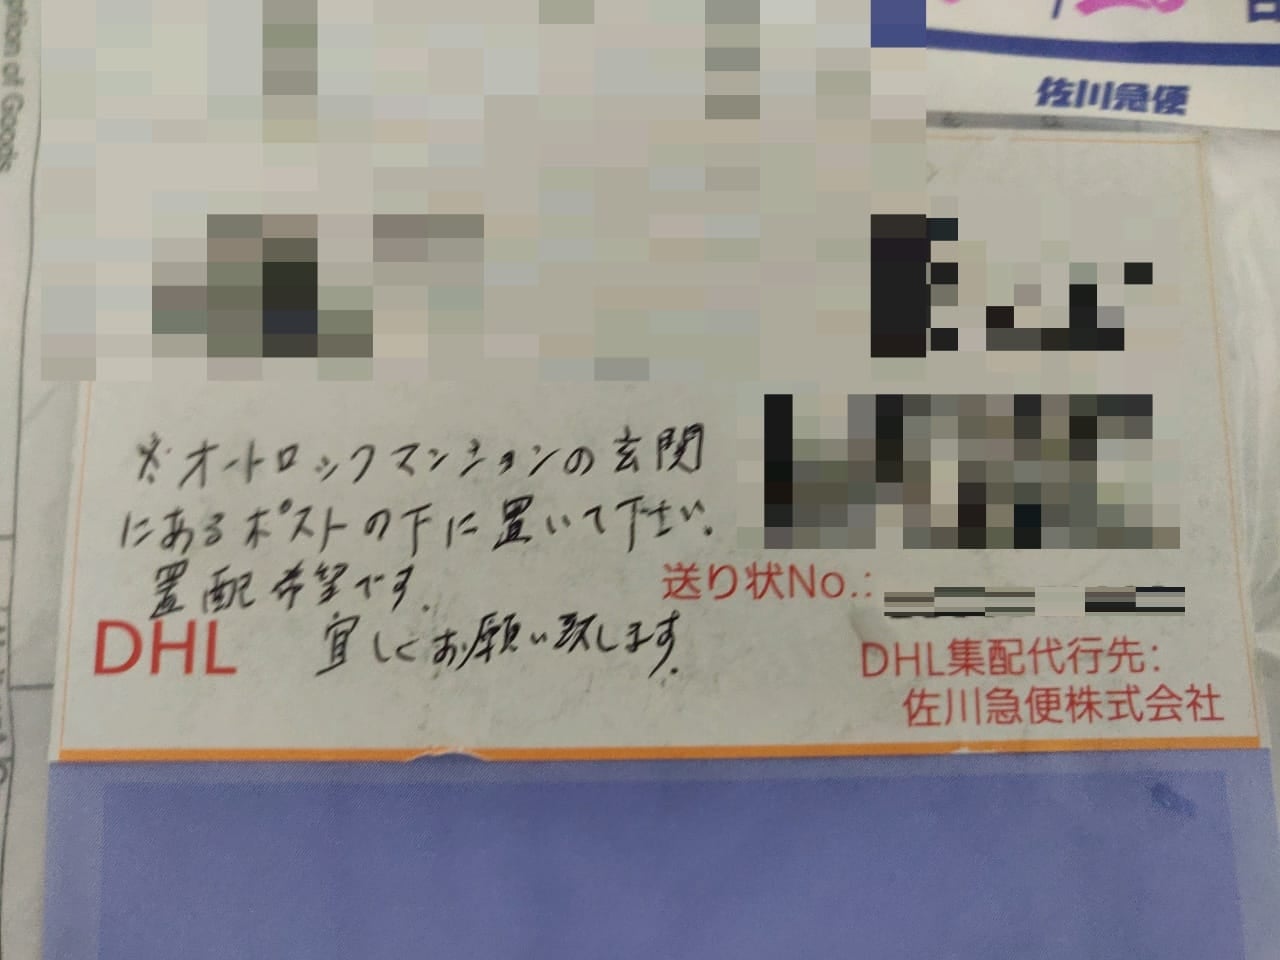 ption of Goods
佐川急便
※オートロックマンションの玄関
にあるポストの下に置いて下さい。
置配希望です。
宜しくお願い致します。
DHL
送り状No.:
DHL集配代行先:
佐川急便株式会社